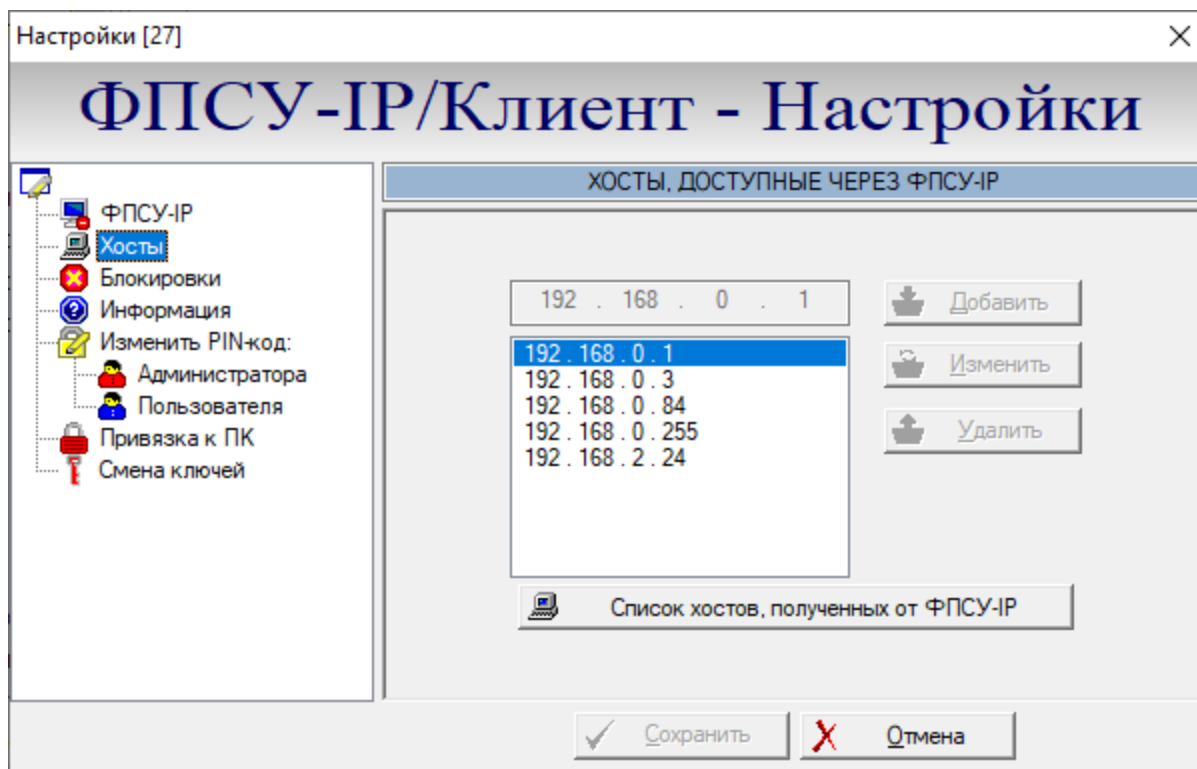 Настройки [27]
ФПСУ-IP/Клиент - Настройки
ФПСУ-IP
Хосты
Блокировки
Информация
Изменить PIN-код:
Администратора
Пользователя
Привязка к ПК
Смена ключей
ХОСТЫ, ДОСТУПНЫЕ ЧЕРЕЗ ФПСУ-IP
192 . 168 . 0 . 1
Добавить
192 . 168 . 0 . 1
192 . 168 . 0 . 3
192 . 168 . 0 . 84
192 . 168 . 0 . 255
192 . 168 . 2 . 24
Изменить
Удалить
Список хостов, полученных от ФПСУ-IP
Сохранить
Отмена